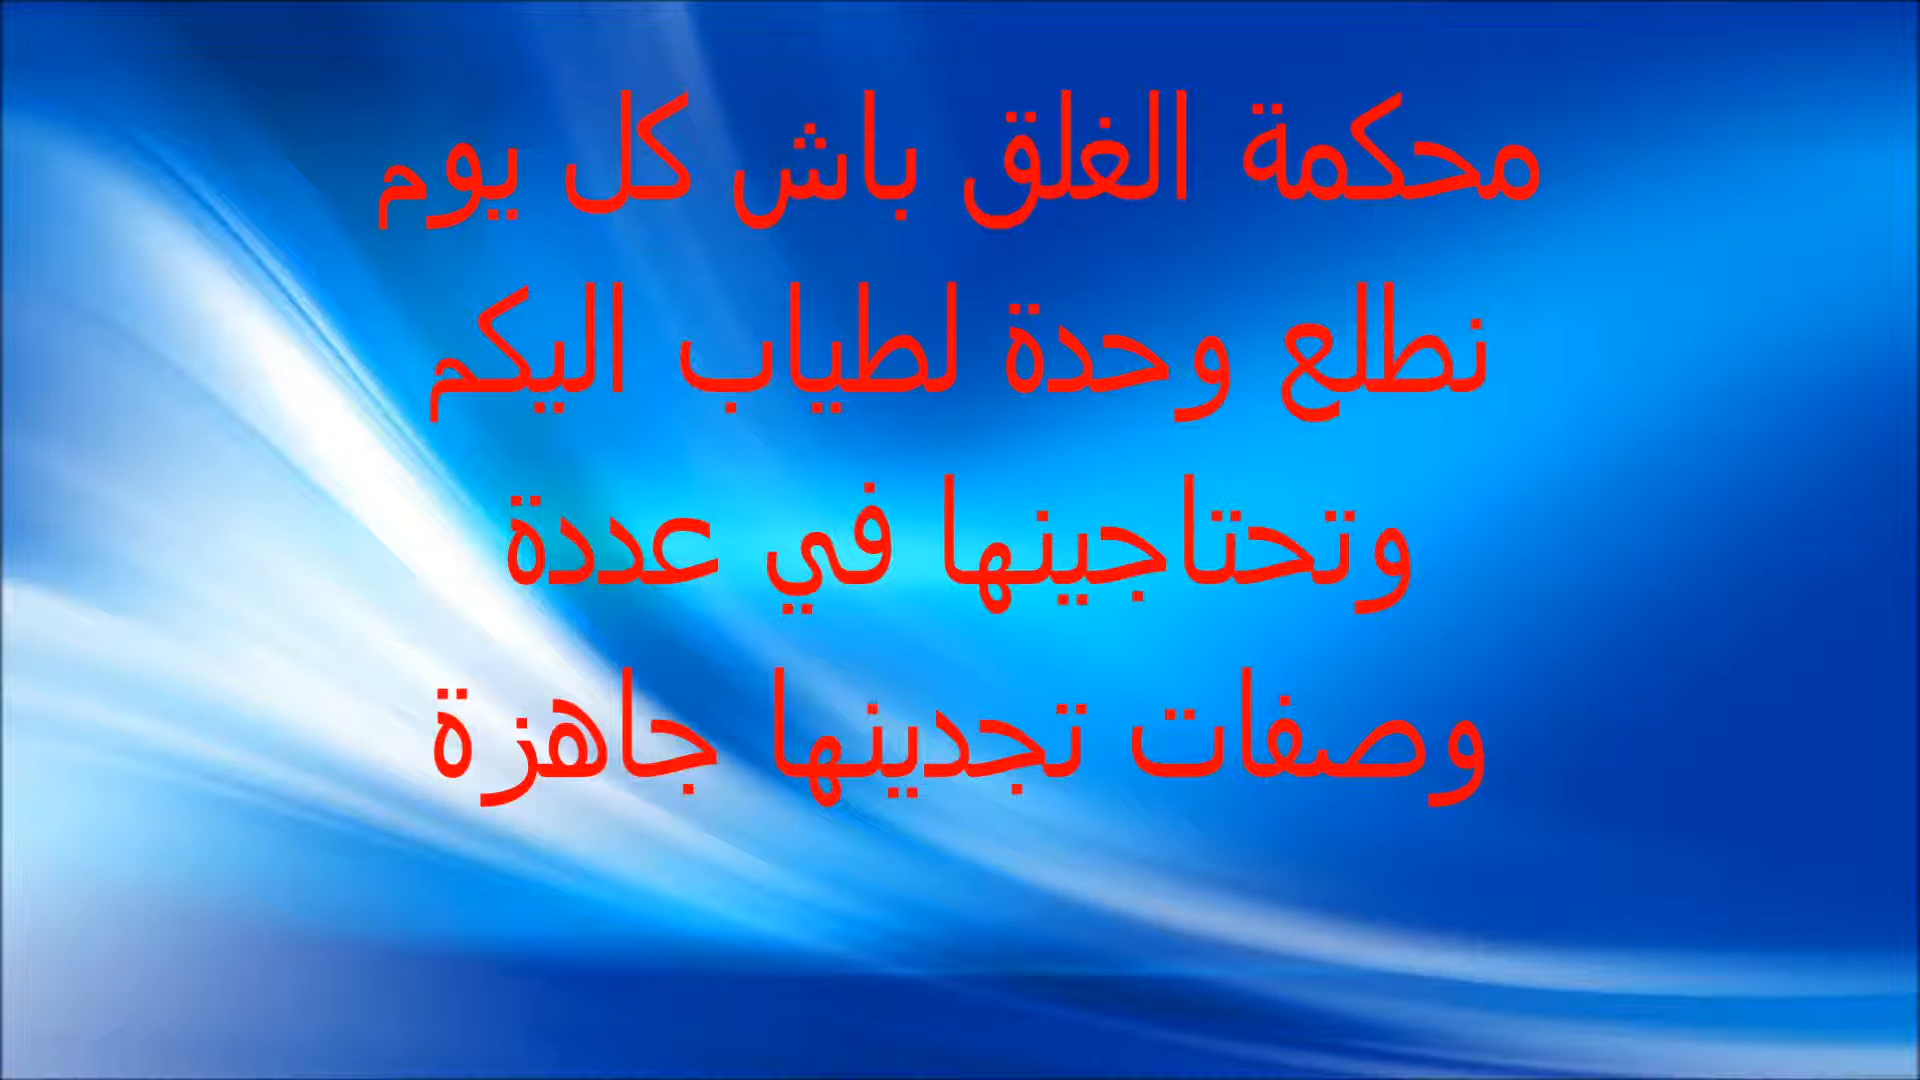 محكمة الغلق باش كل يوم
نطلع وحدة لطياب اليكم
وتحتاجينها في عددة
وصفات تجدينها جاهزة